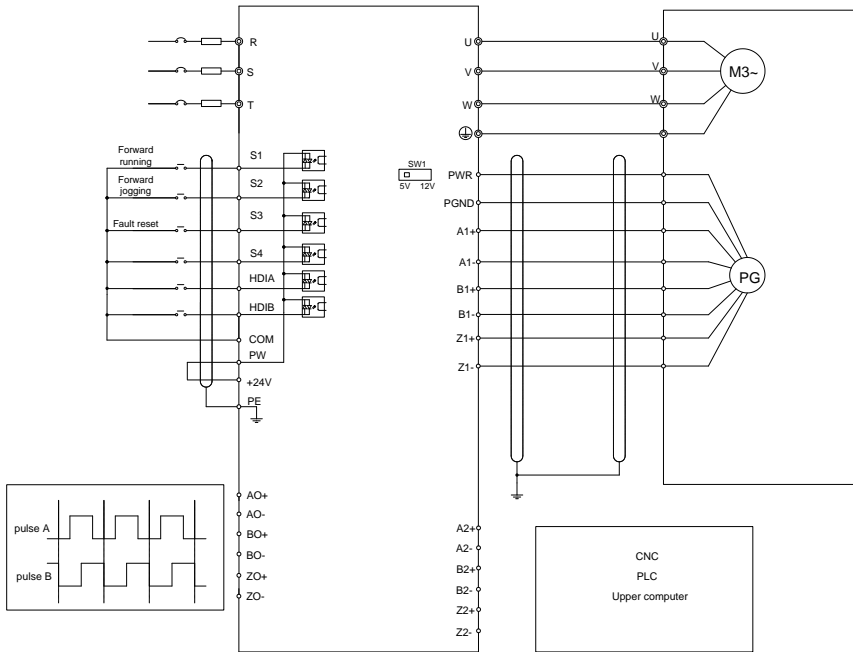 R
S
T
U
V
W
U
V
W
M3~
Forward
running
Forward
jogging
Fault reset
S1
S2
S3
S4
HDIA
HDIB
COM
PW
+24V
PE
SW1
5V 12V
PWR
PGND
A1+
A1-
B1+
B1-
Z1+
Z1-
PG
pulse A
pulse B
AO+
AO-
BO+
BO-
ZO+
ZO-
A2+
A2-
B2+
B2-
Z2+
Z2-
CNC
PLC
Upper computer